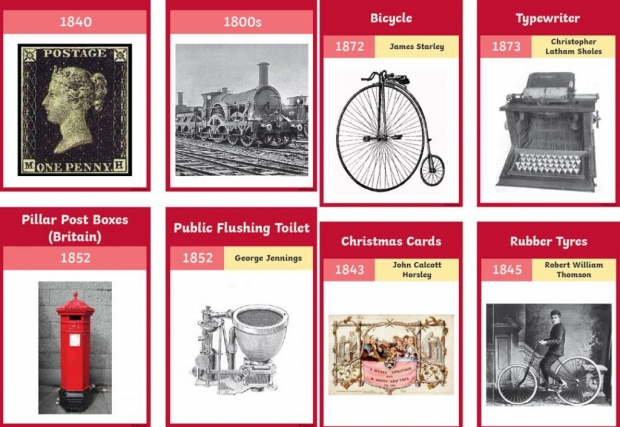 1840
POSTAGE
M
H
ONE PENNY
1800s
Bicycle
1872
James Starley
Typewriter
1873
Christopher
Latham Sholes
Pillar Post Boxes
(Britain)
1852
Public Flushing Toilet
1852
George Jennings
Christmas Cards
1843
John Calcott
Horsley
Rubber Tyres
1845
Robert William
Thomson